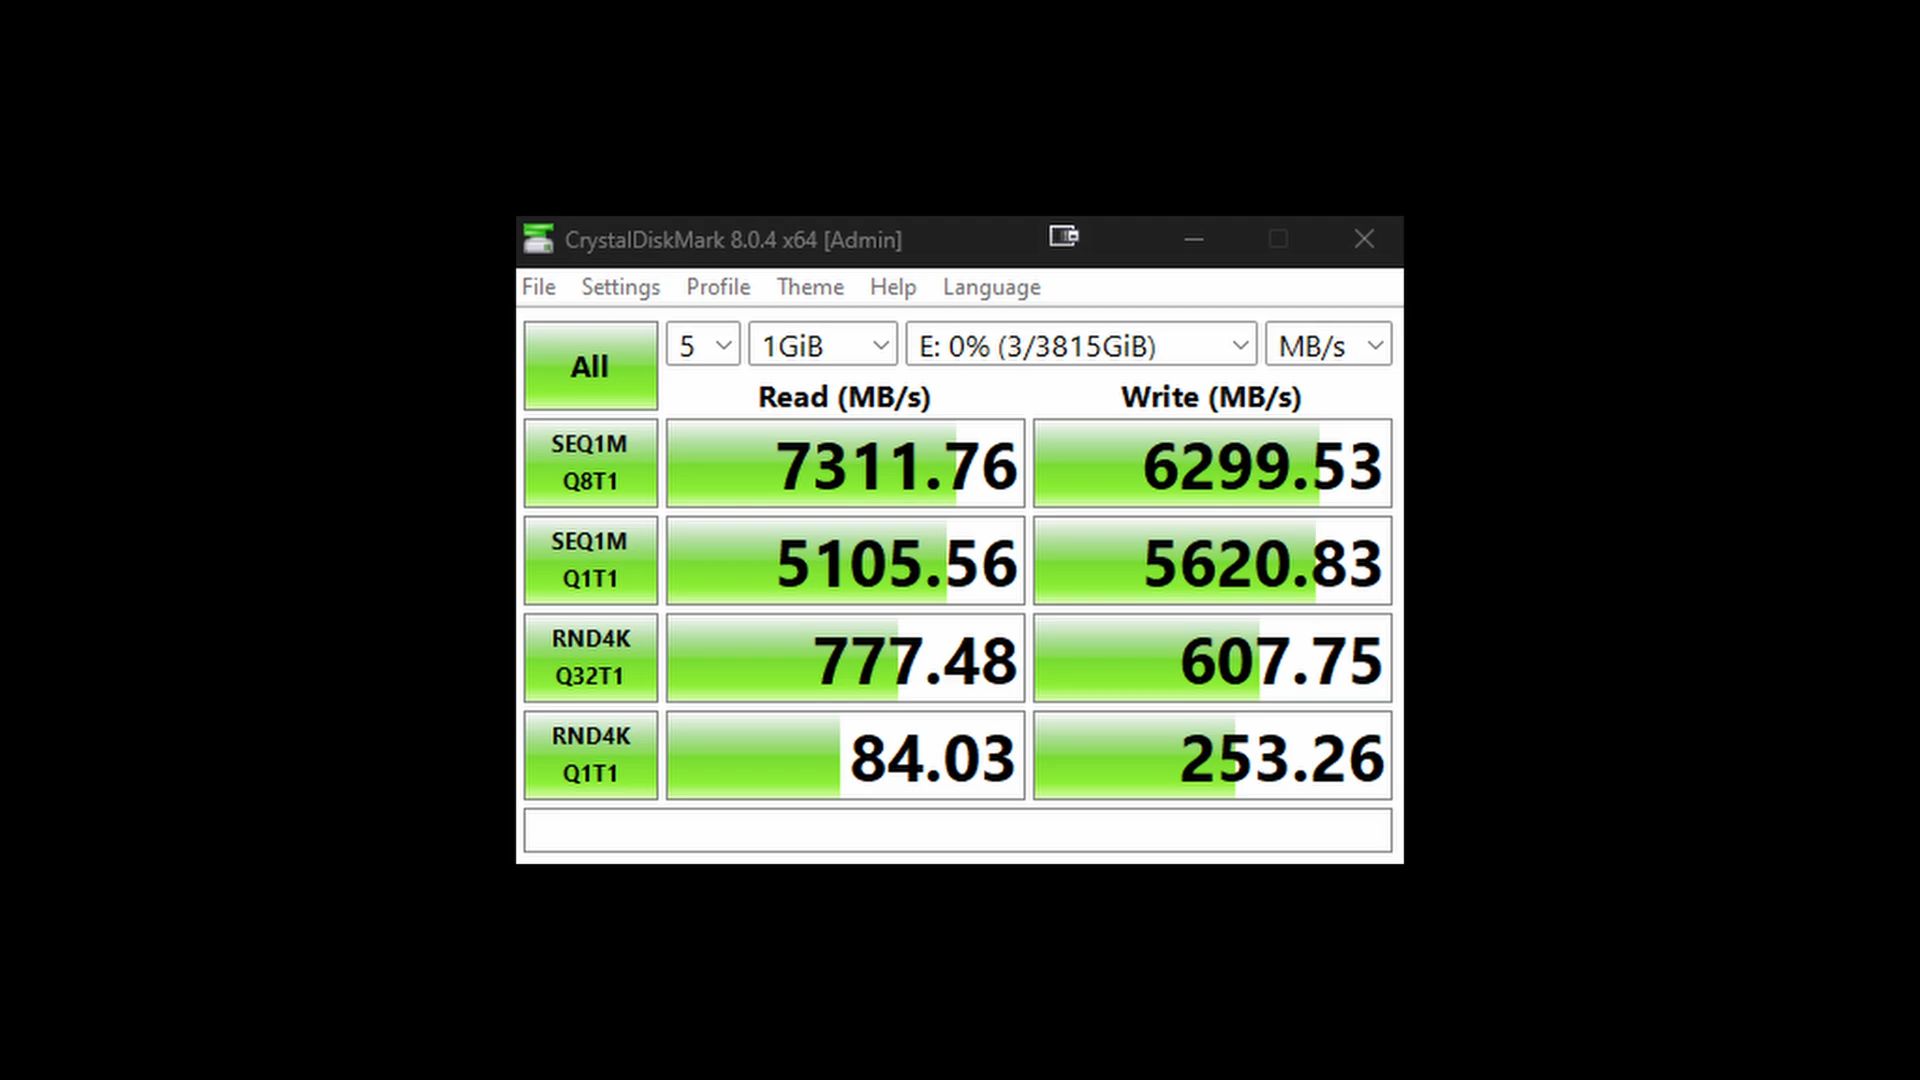 CrystalDiskMark 8.0.4 x64 [Admin]
File Settings Profile Theme Help Language
All 5 1GiB E: 0% (3/3815GiB) MB/s
Read (MB/s) Write (MB/s)
SEQ1M
Q8T1 7311.76 6299.53
SEQ1M
Q1T1 5105.56 5620.83
RND4K
Q32T1 777.48 607.75
RND4K
Q1T1 84.03 253.26